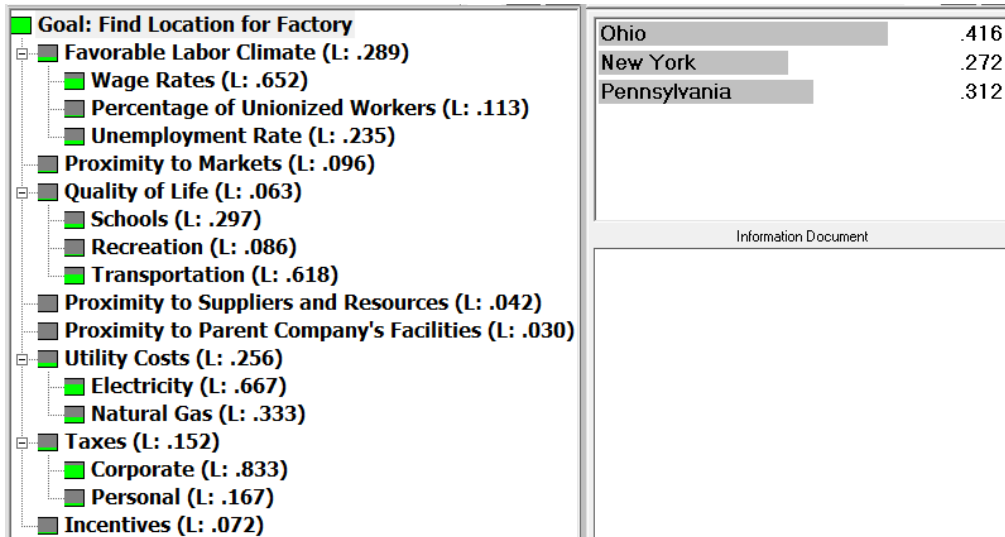 Goal: Find Location for Factory
Favorable Labor Climate (L: .289)
Wage Rates (L: .652)
Percentage of Unionized Workers (L: .113)
Unemployment Rate (L: .235)
Proximity to Markets (L: .096)
Quality of Life (L: .063)
Schools (L: .297)
Recreation (L: .086)
Transportation (L: .618)
Proximity to Suppliers and Resources (L: .042)
Proximity to Parent Company's Facilities (L: .030)
Utility Costs (L: .256)
Electricity (L: .667)
Natural Gas (L: .333)
Taxes (L: .152)
Corporate (L: .833)
Personal (L: .167)
Incentives (L: .072)
Ohio .416
New York .272
Pennsylvania .312
Information Document